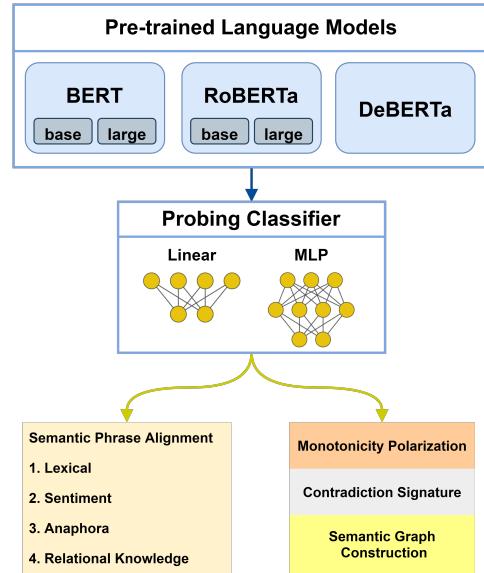 Pre-trained Language Models
BERT
base large
RoBERTa
base large
DeBERTa
Probing Classifier
Linear
MLP
Semantic Phrase Alignment
1. Lexical
2. Sentiment
3. Anaphora
4. Relational Knowledge
Monotonicity Polarization
Contradiction Signature
Semantic Graph
Construction